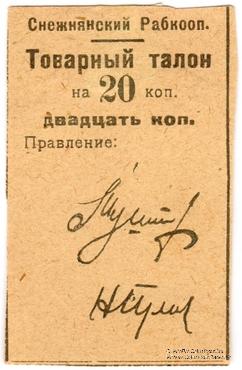 Снежнянский Рабкооп.
Товарный талон
на 20 коп.
двадцать коп.
Правление: